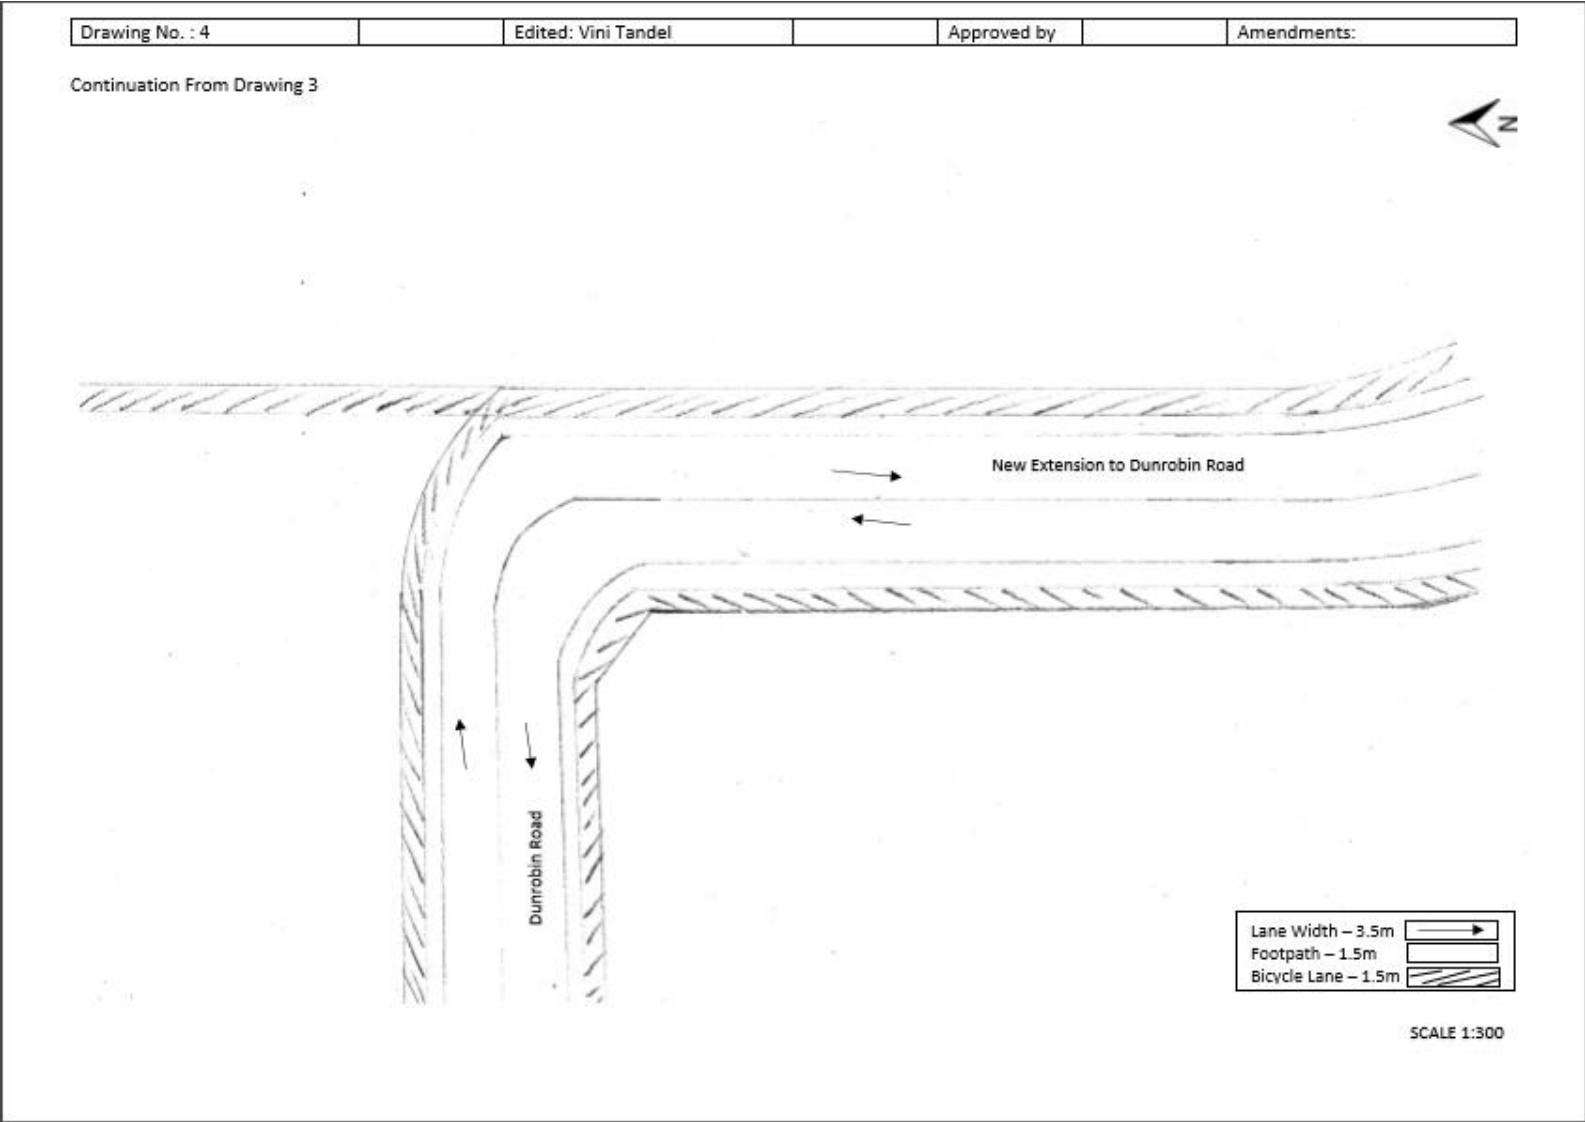 Drawing No. : 4
Edited: Vini Tandel
Approved by
Amendments:
Continuation From Drawing 3
N
New Extension to Dunrobin Road
Dunrobin Road
Lane Width – 3.5m
Footpath – 1.5m
Bicycle Lane – 1.5m
SCALE 1:300